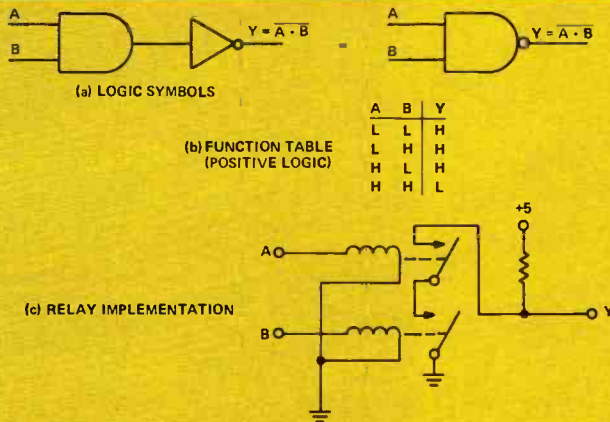 A
B
Y = A · B
=
A
B
Y = A · B
(a) LOGIC SYMBOLS
(b) FUNCTION TABLE
(POSITIVE LOGIC)
A B Y
L L H
L H H
H L H
H H L
(c) RELAY IMPLEMENTATION
A
B
+5
Y